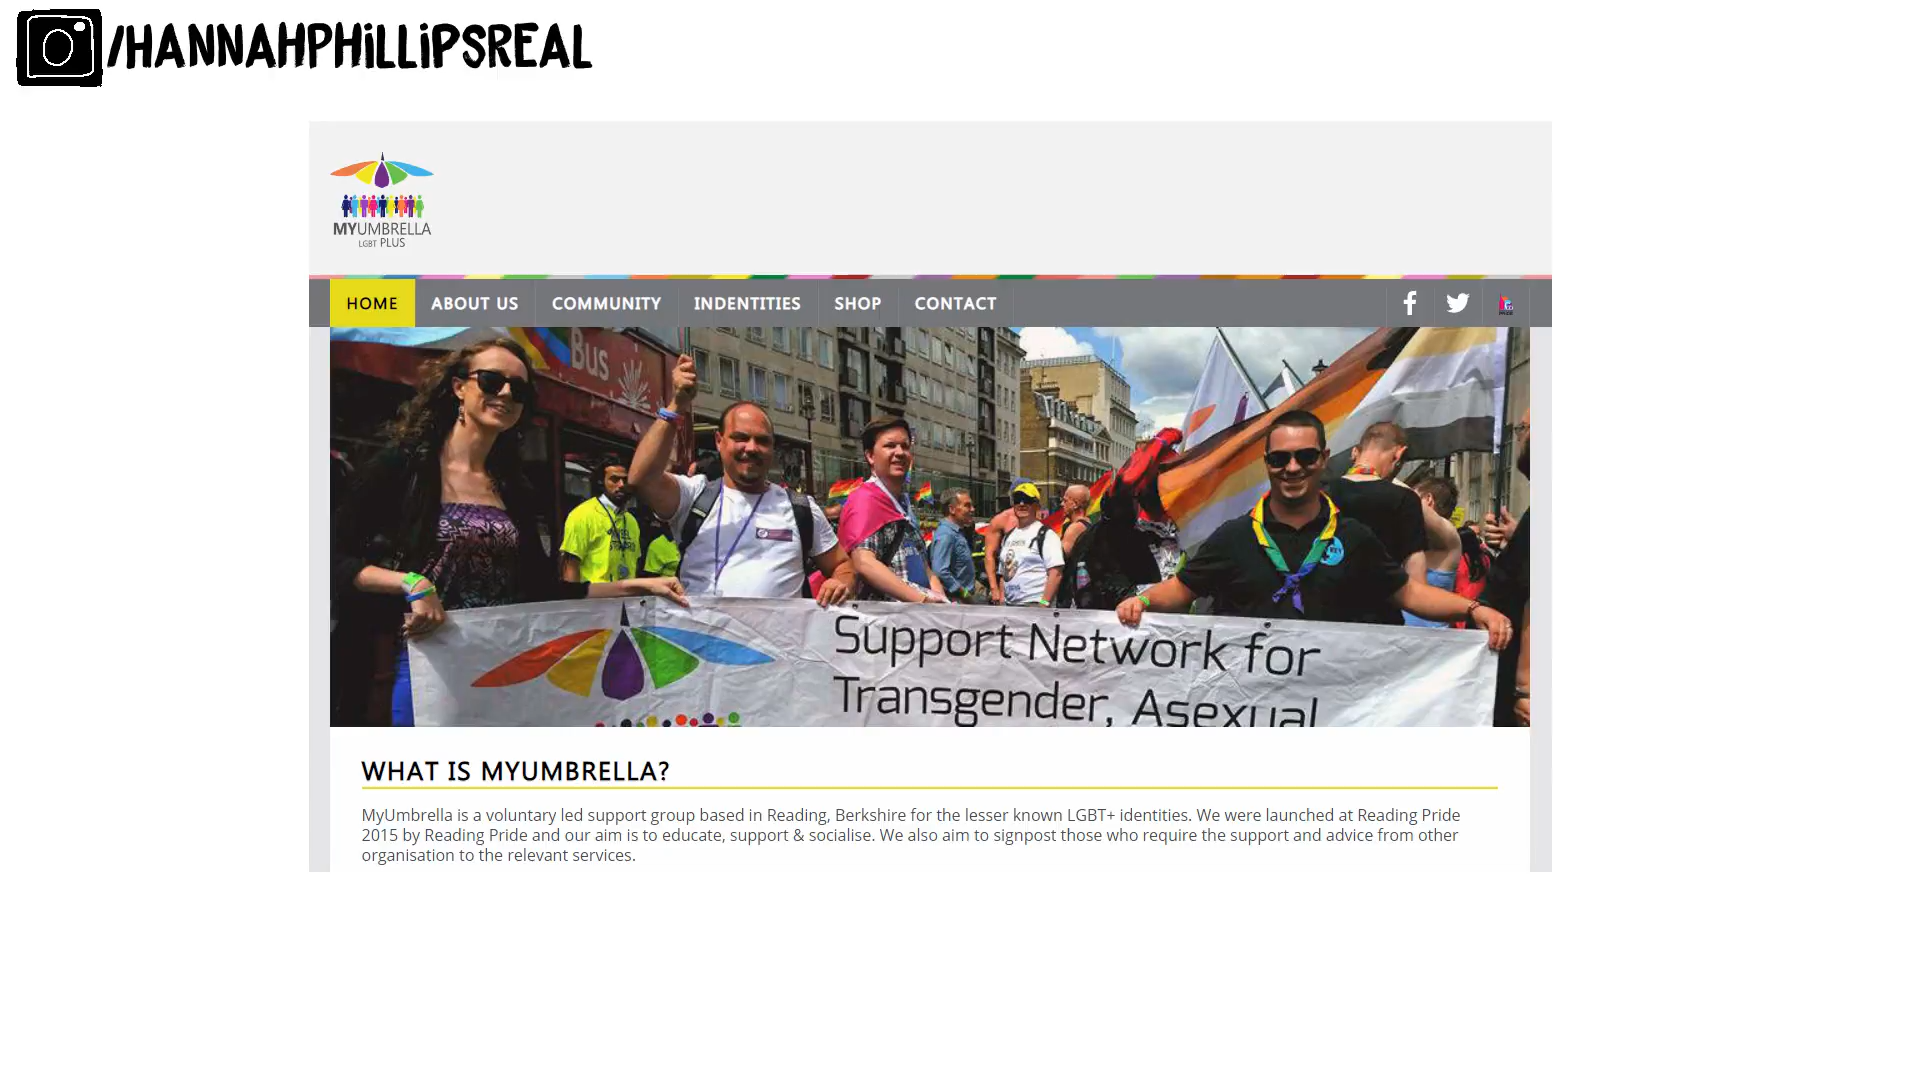 /HANNAHPHiLLiPSREAL
MYUMBRELLA
LGBT PLUS
HOME ABOUT US COMMUNITY INDENTITIES SHOP CONTACT
Bus
Support Network for
Transgender, Asexual
WHAT IS MYUMBRELLA?
MyUmbrella is a voluntary led support group based in Reading, Berkshire for the lesser known LGBT+ identities. We were launched at Reading Pride
2015 by Reading Pride and our aim is to educate, support & socialise. We also aim to signpost those who require the support and advice from other
organisation to the relevant services.